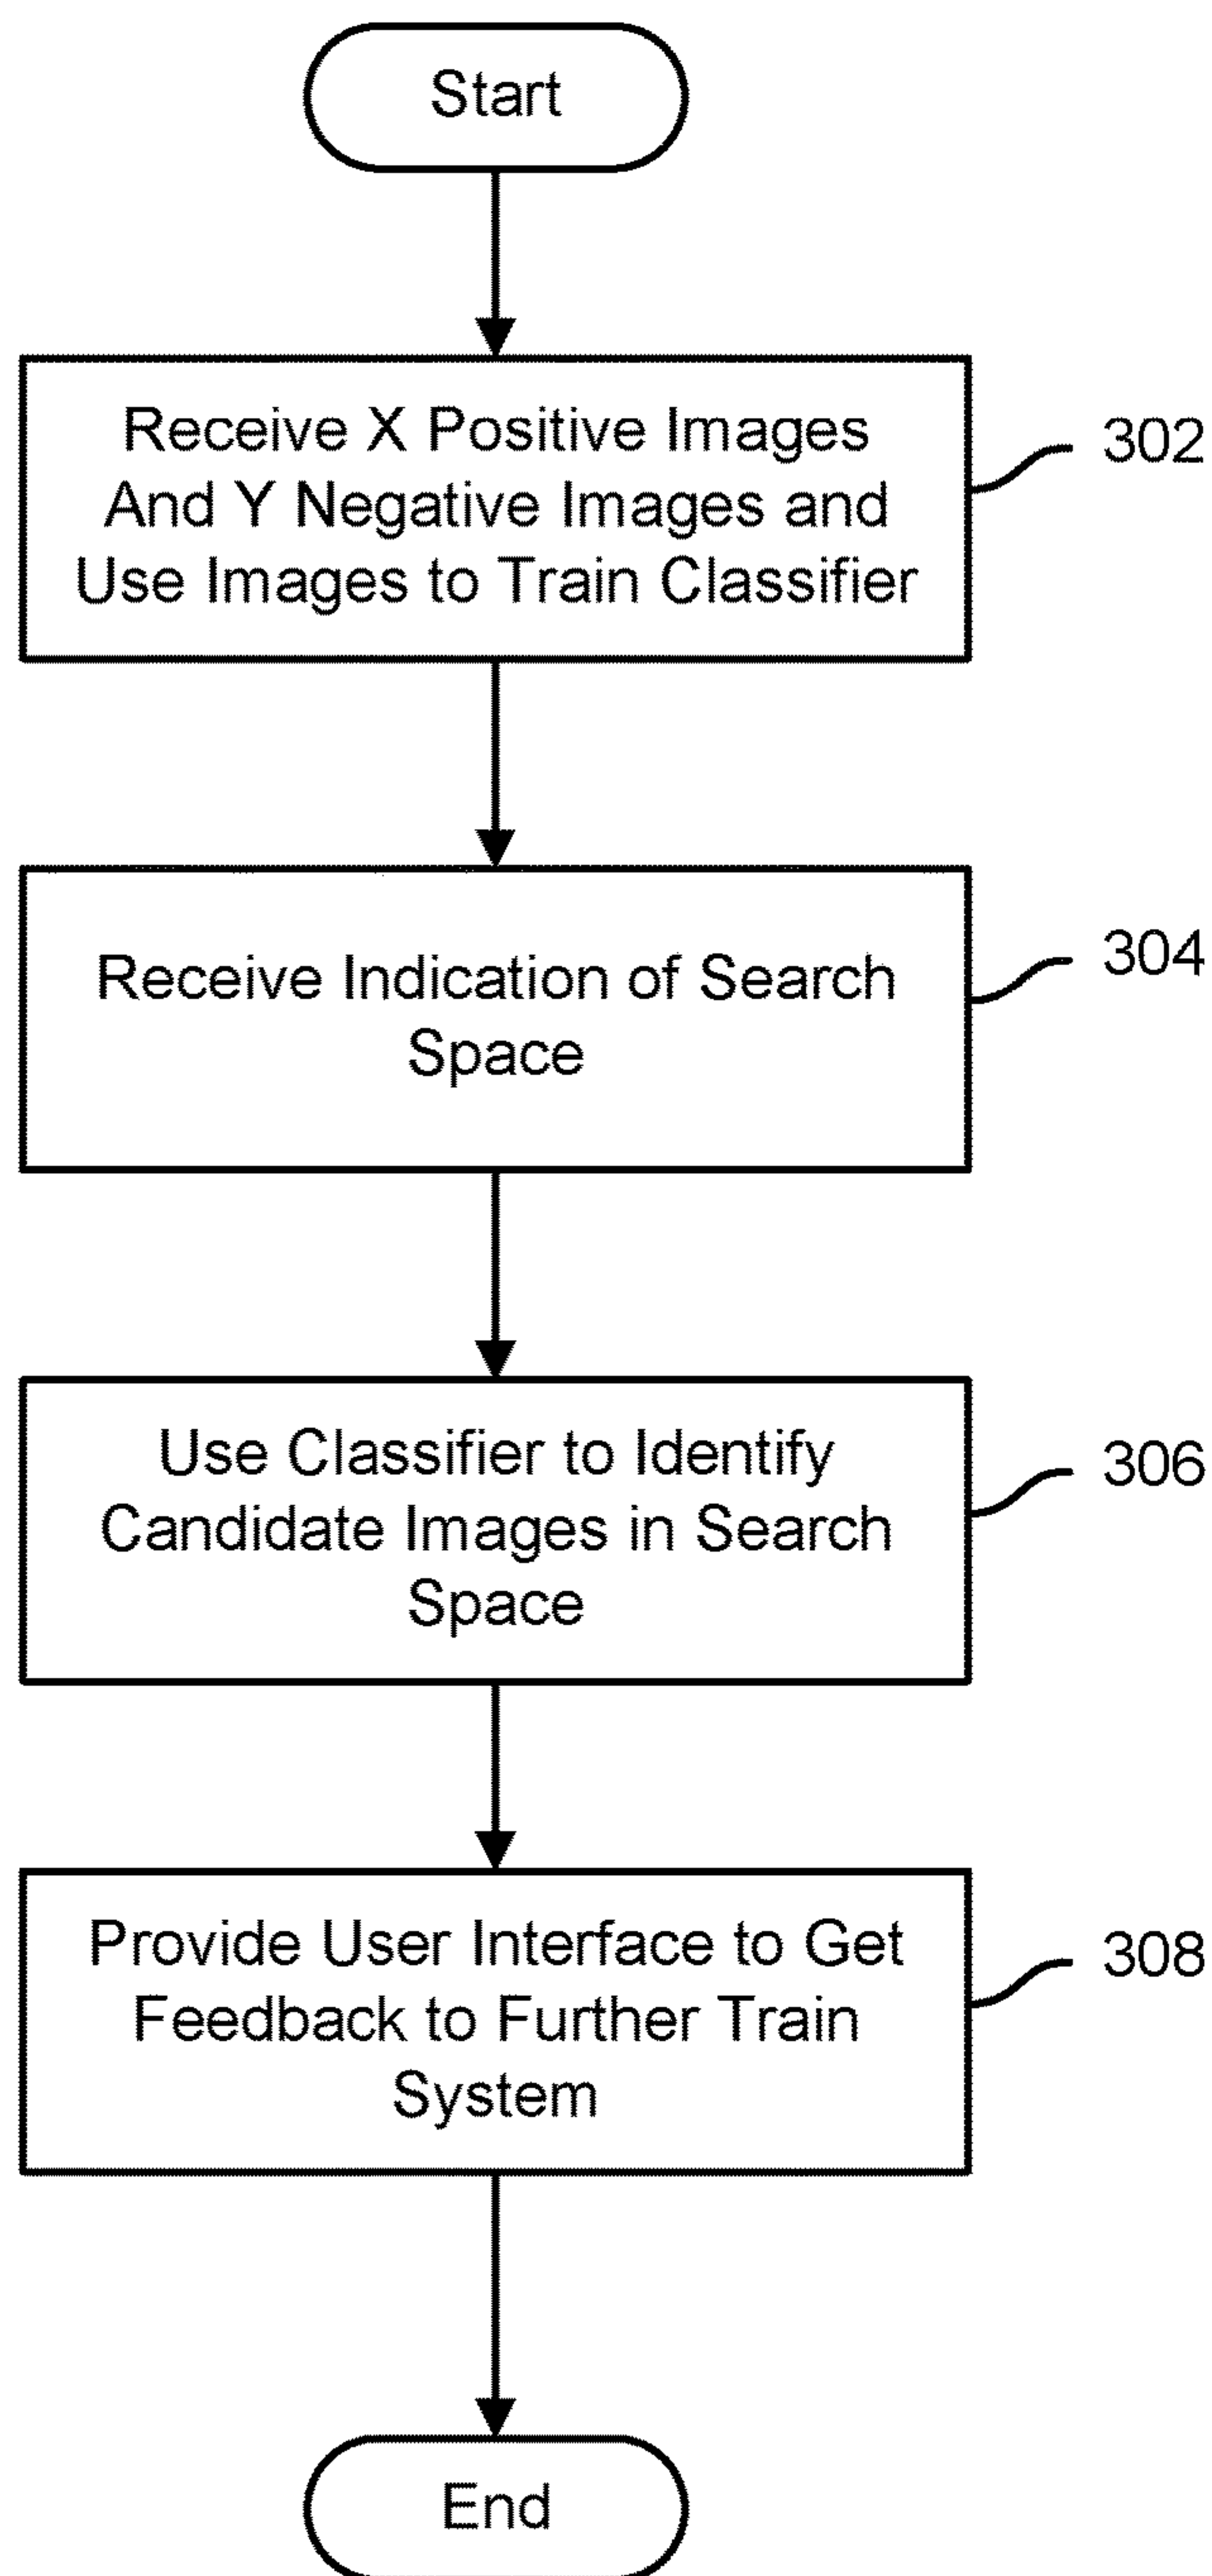 Start
Receive X Positive Images
And Y Negative Images and
Use Images to Train Classifier
302
Receive Indication of Search
Space
304
Use Classifier to Identify
Candidate Images in Search
Space
306
Provide User Interface to Get
Feedback to Further Train
System
308
End